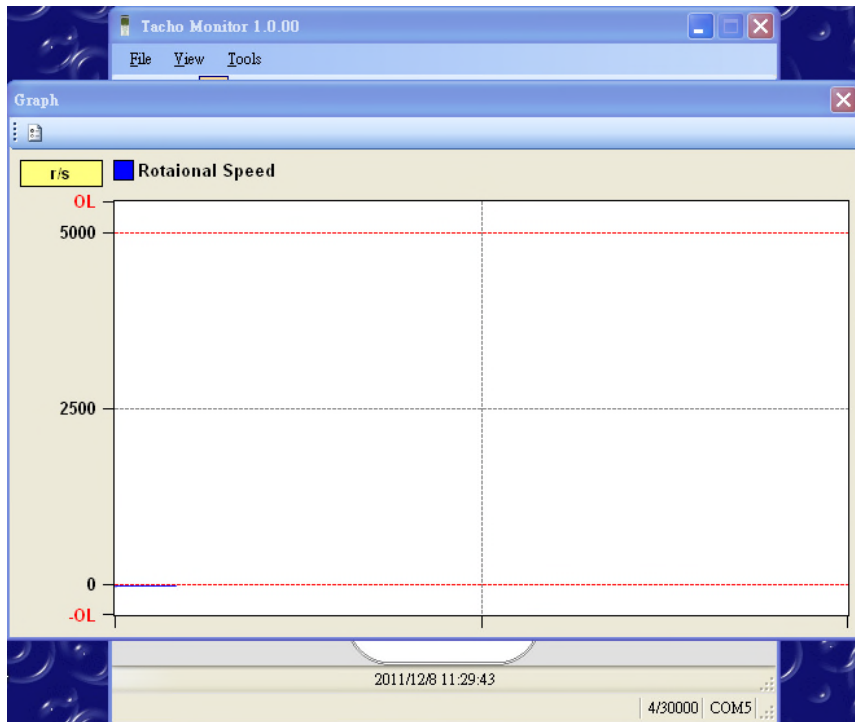 Tacho Monitor 1.0.00
File View Tools
Graph
r/s Rotaional Speed
OL
5000
2500
0
-OL
2011/12/8 11:29:43
4/30000 COM5